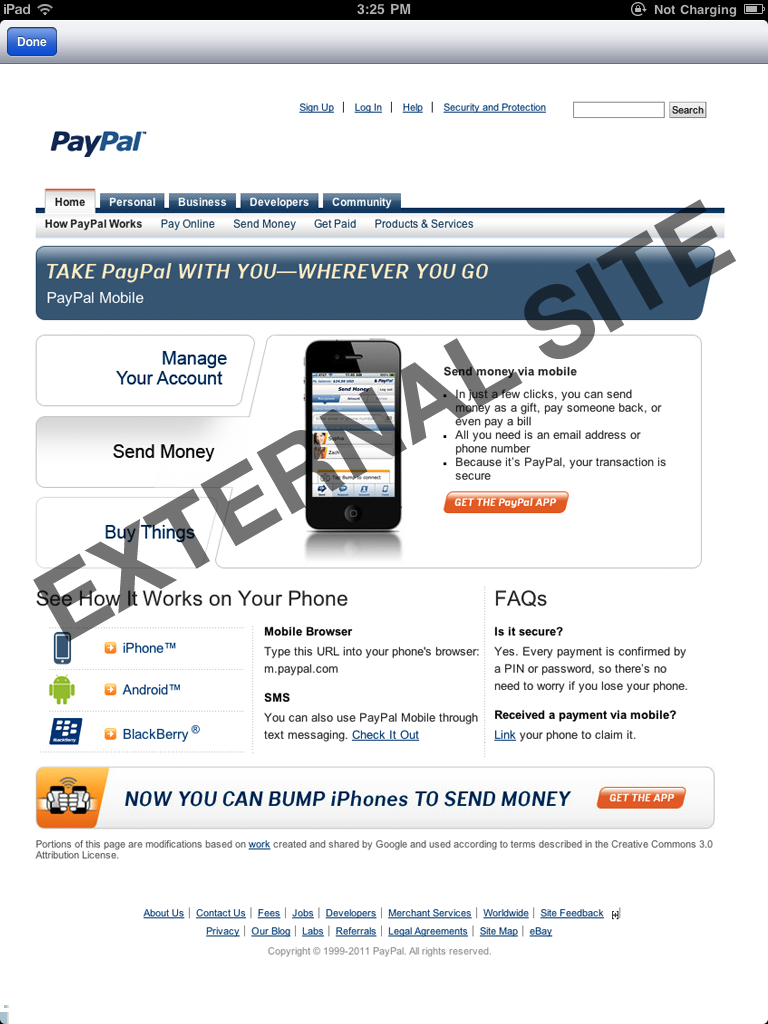 iPad 3:25 PM Not Charging
Done
Sign Up | Log In | Help | Security and Protection Search
PayPal™
Home Personal Business Developers Community
How PayPal Works Pay Online Send Money Get Paid Products & Services
TAKE PayPal WITH YOU—WHEREVER YOU GO
PayPal Mobile
EXTERNAL SITE
Manage
Your Account
Send Money
Buy Things
Send Money
Sophia
Zach
Tap Bump to connect
Send money via mobile
In just a few clicks, you can send
money as a gift, pay someone back, or
even pay a bill
All you need is an email address or
phone number
Because it's PayPal, your transaction is
secure
GET THE PayPal APP
See How It Works on Your Phone
iPhone™
Android™
BlackBerry
BlackBerry ®
Mobile Browser
Type this URL into your phone's browser:
m.paypal.com
SMS
You can also use PayPal Mobile through
text messaging. Check It Out
FAQs
Is it secure?
Yes. Every payment is confirmed by
a PIN or password, so there's no
need to worry if you lose your phone.
Received a payment via mobile?
Link your phone to claim it.
NOW YOU CAN BUMP iPhones TO SEND MONEY GET THE APP
Portions of this page are modifications based on work created and shared by Google and used according to terms described in the Creative Commons 3.0
Attribution License.
About Us | Contact Us | Fees | Jobs | Developers | Merchant Services | Worldwide | Site Feedback [+]
Privacy | Our Blog | Labs | Referrals | Legal Agreements | Site Map | eBay
Copyright © 1999-2011 PayPal. All rights reserved.